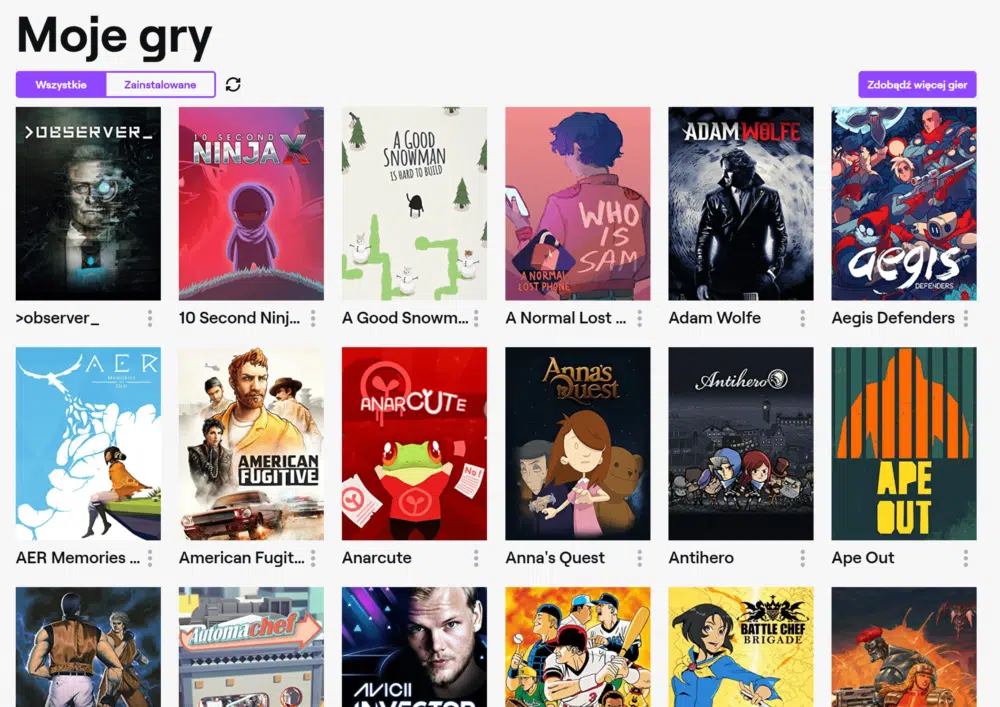 Moje gry
Wszystkie
Zainstalowane
Zdobądź więcej gier
>OBSERVER_
10 SECOND
NINJA X
A GOOD
SNOWMAN
IS HARD TO BUILD
WHO
IS
SAM
A NORMAL
LOST PHONE
ADAM WOLFE
aegis
DEFENDERS
>observer_
10 Second Ninj...
A Good Snowm...
A Normal Lost ...
Adam Wolfe
Aegis Defenders
AER
MEMORIES
OF
OLD
AMERICAN
FUGITIVE
ANARCUTE
No!
Anna's
Quest
Antihero
APE
OUT
AER Memories ...
American Fugit...
Anarcute
Anna's Quest
Antihero
Ape Out
Automachef
AVICII
INVECTOR
BATTLE CHEF
BRIGADE